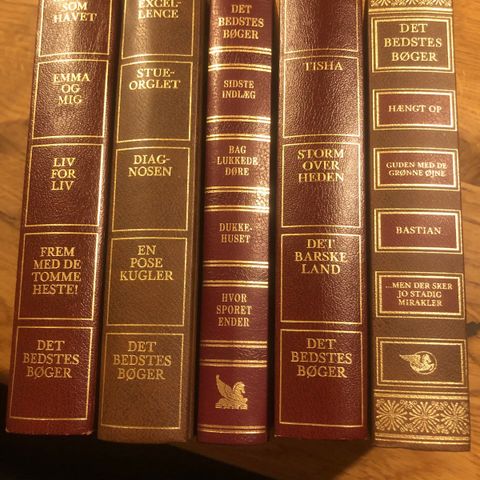 SOM
HAVET
EMMA
OG
MIG
LIV
FOR
LIV
FREM
MED DE
TOMME
HESTE!
DET
BEDSTES
BØGER
EXCEL-
LENCE
STUE-
ORGLET
DIAG-
NOSEN
EN
POSE
KUGLER
DET
BEDSTES
BØGER
DET
BEDSTES
BØGER
SIDSTE
INDLÆG
BAG
LUKKEDE
DØRE
DUKKE-
HUSET
HVOR
SPORET
ENDER
TISHA
STORM
OVER
HEDEN
DET
BARSKE
LAND
DET
BEDSTES
BØGER
DET
BEDSTES
BØGER
HÆNGT OP
GUDEN MED DE
GRØNNE ØJNE
BASTIAN
...MEN DER SKER
JO STADIG
MIRAKLER